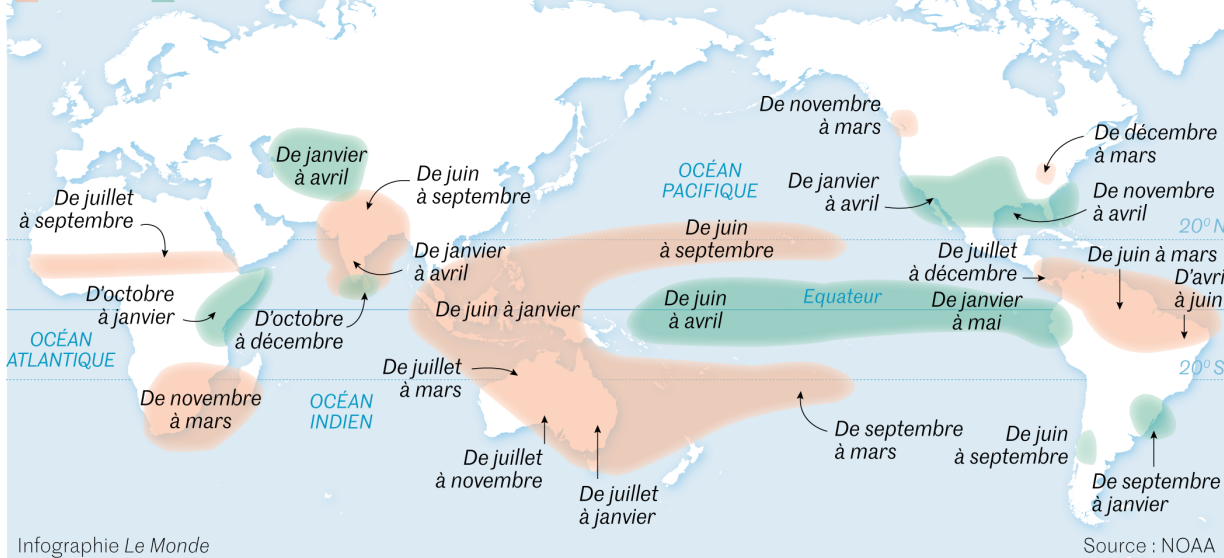 De novembre
à mars
De décembre
à mars
De janvier
à avril
De juin
à septembre
OCÉAN
PACIFIQUE
De janvier
à avril
De novembre
à avril
De juillet
à septembre
20⁰ N
De juin
à septembre
De janvier
à avril
De juillet
à décembre
De juin à mars
à juin
D'octobre
à janvier
D'octobre
à décembre
De juin à janvier
De juin
à avril
Equateur
De janvier
à mai
OCÉAN
ATLANTIQUE
De juillet
à mars
20⁰ S
De novembre
à mars
OCÉAN
INDIEN
De septembre
à mars
De juin
à septembre
De juillet
à novembre
De juillet
à janvier
De septembre
à janvier
Infographie Le Monde
Source : NOAA